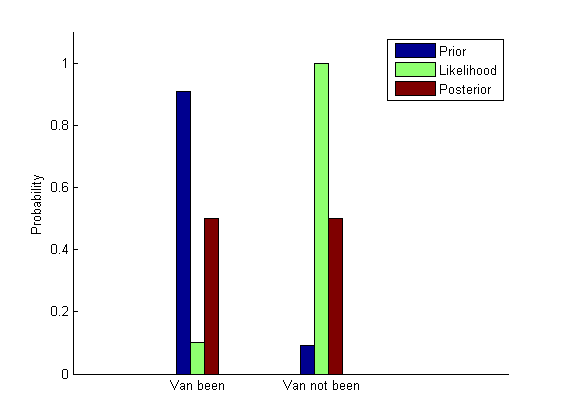 Prior
Likelihood
Posterior
1
0.8
0.6
0.4
0.2
0
Probability
Van been
Van not been